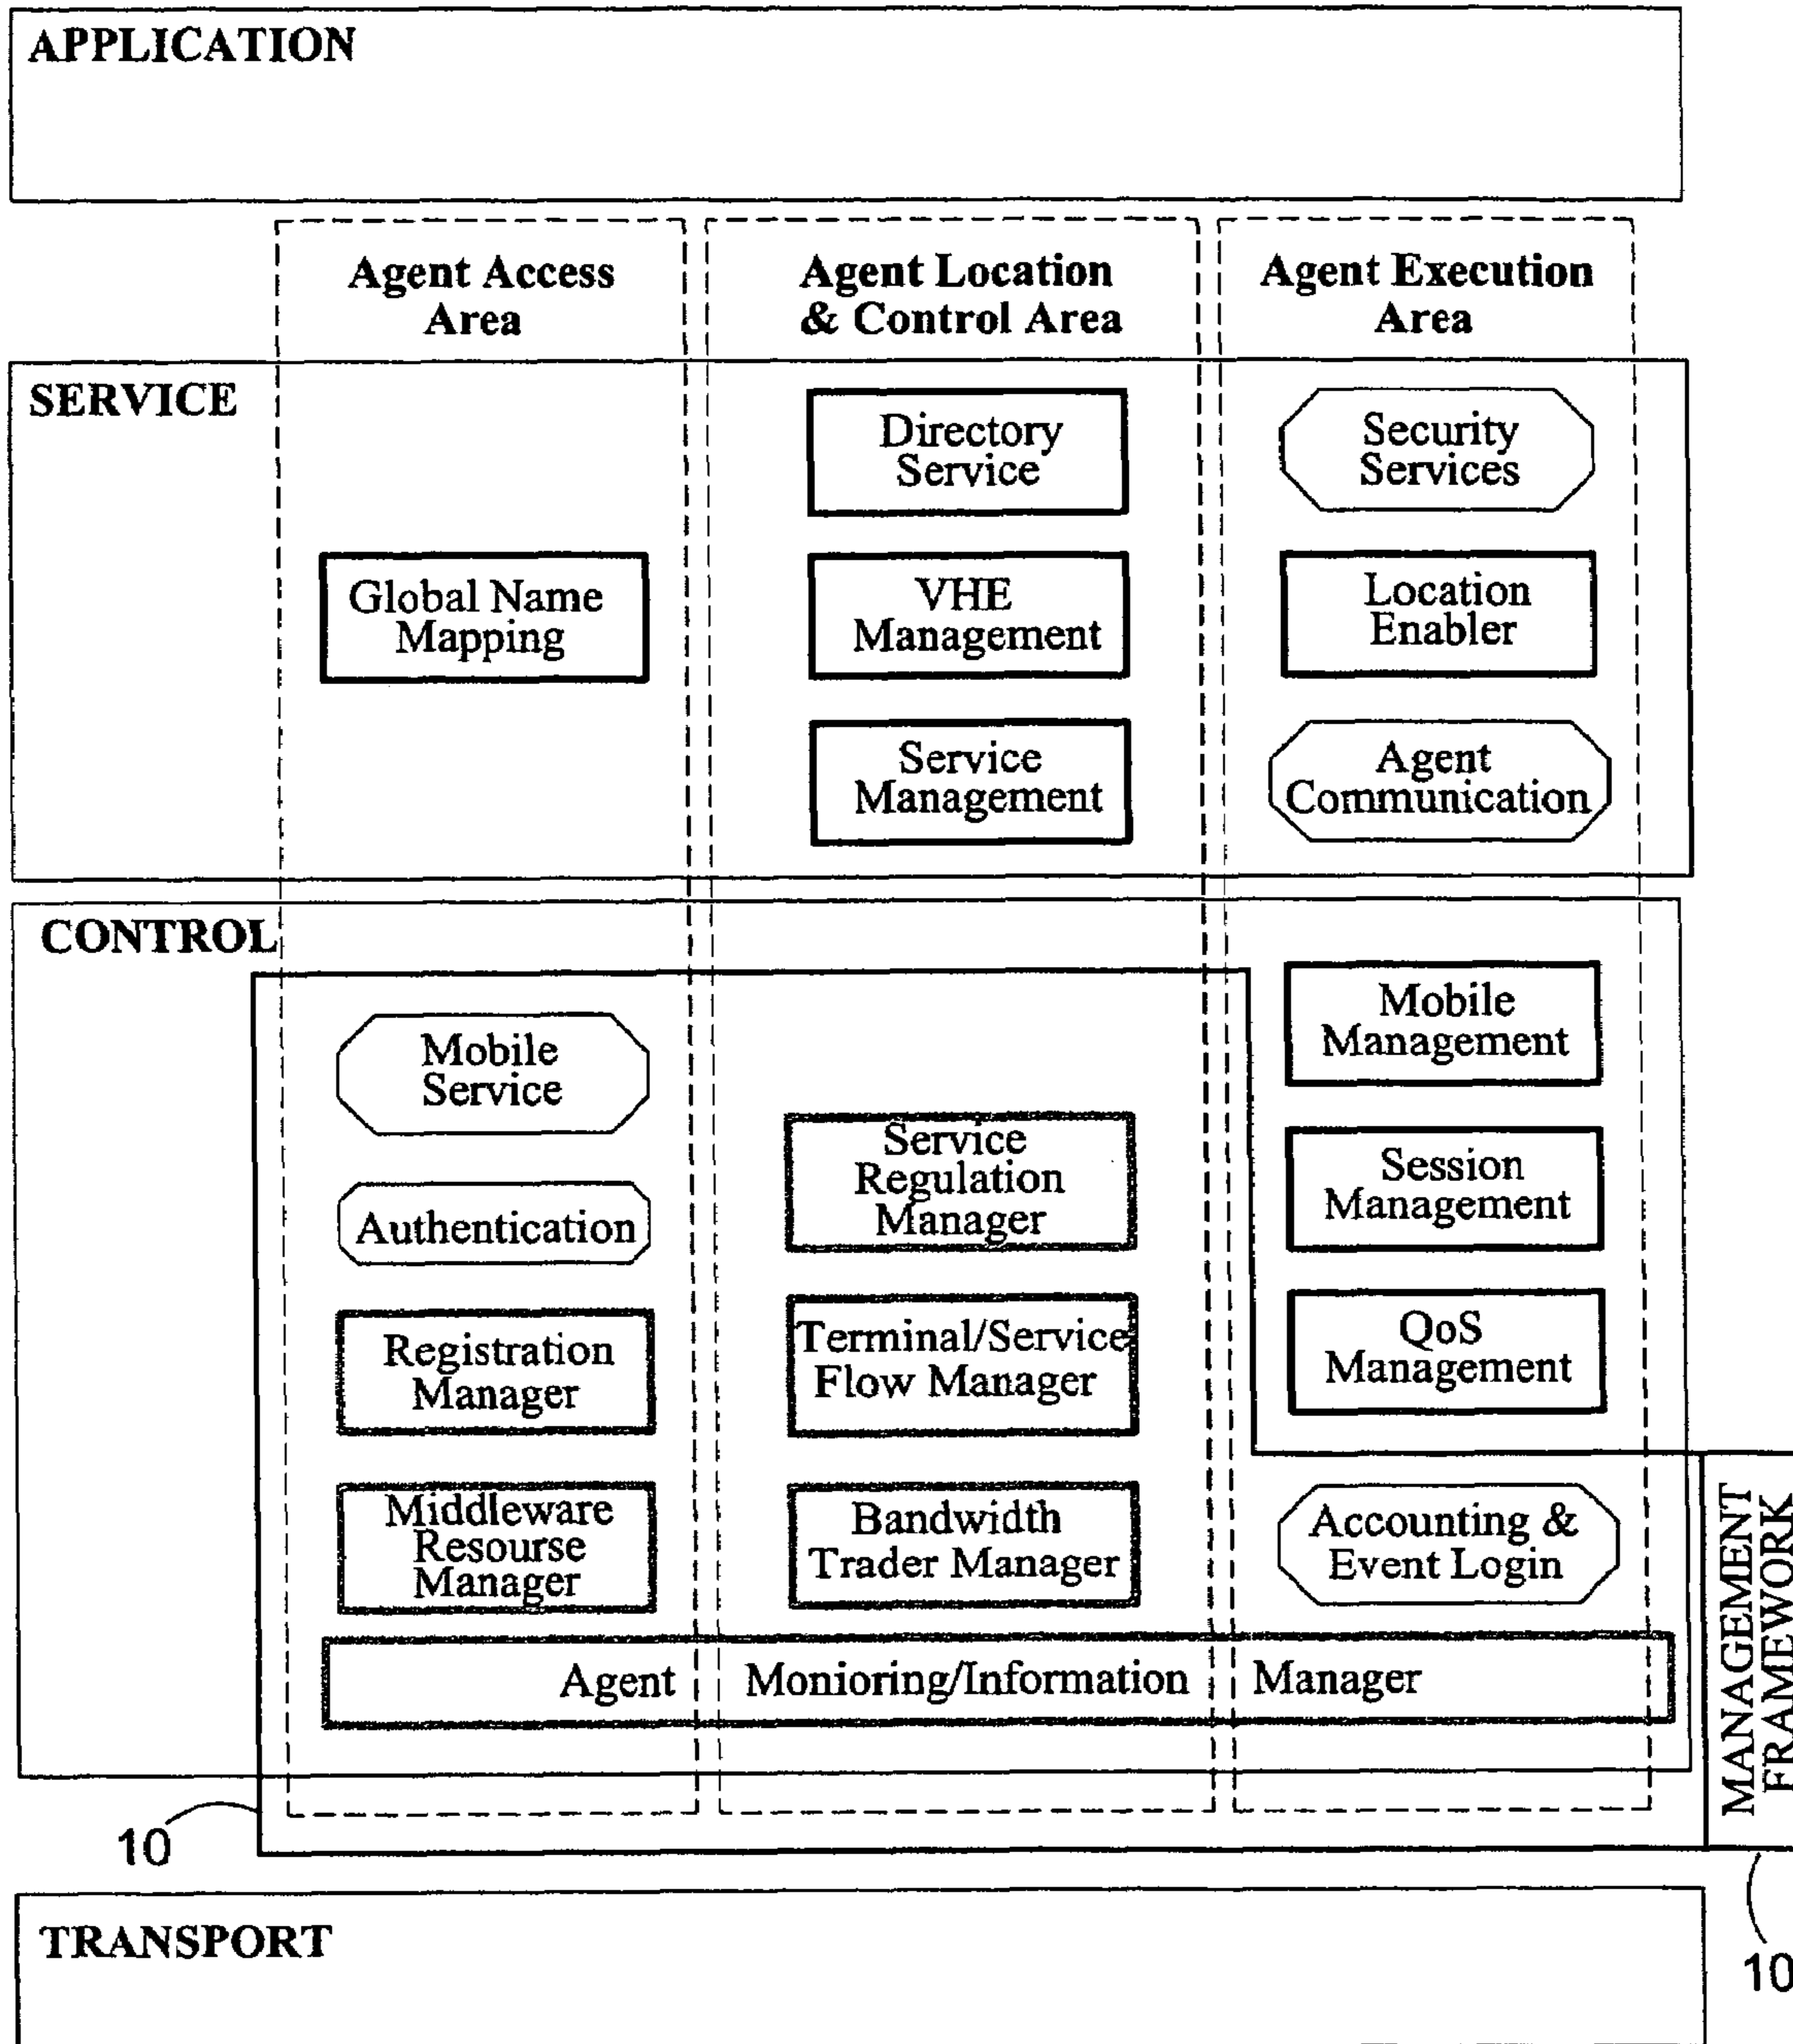 APPLICATION
Agent Access
Area
Agent Location
& Control Area
Agent Execution
Area
SERVICE
Directory
Service
Security
Services
Global Name
Mapping
VHE
Management
Location
Enabler
Service
Management
Agent
Communication
CONTROL
Mobile
Service
Mobile
Management
Service
Regulation
Manager
Session
Management
Authentication
Registration
Manager
Terminal/Service
Flow Manager
QoS
Management
Middleware
Resourse
Manager
Bandwidth
Trader Manager
Accounting &
Event Login
Agent Monioring/Information Manager
MANAGEMENT
FRAMEWORK
10
10
TRANSPORT